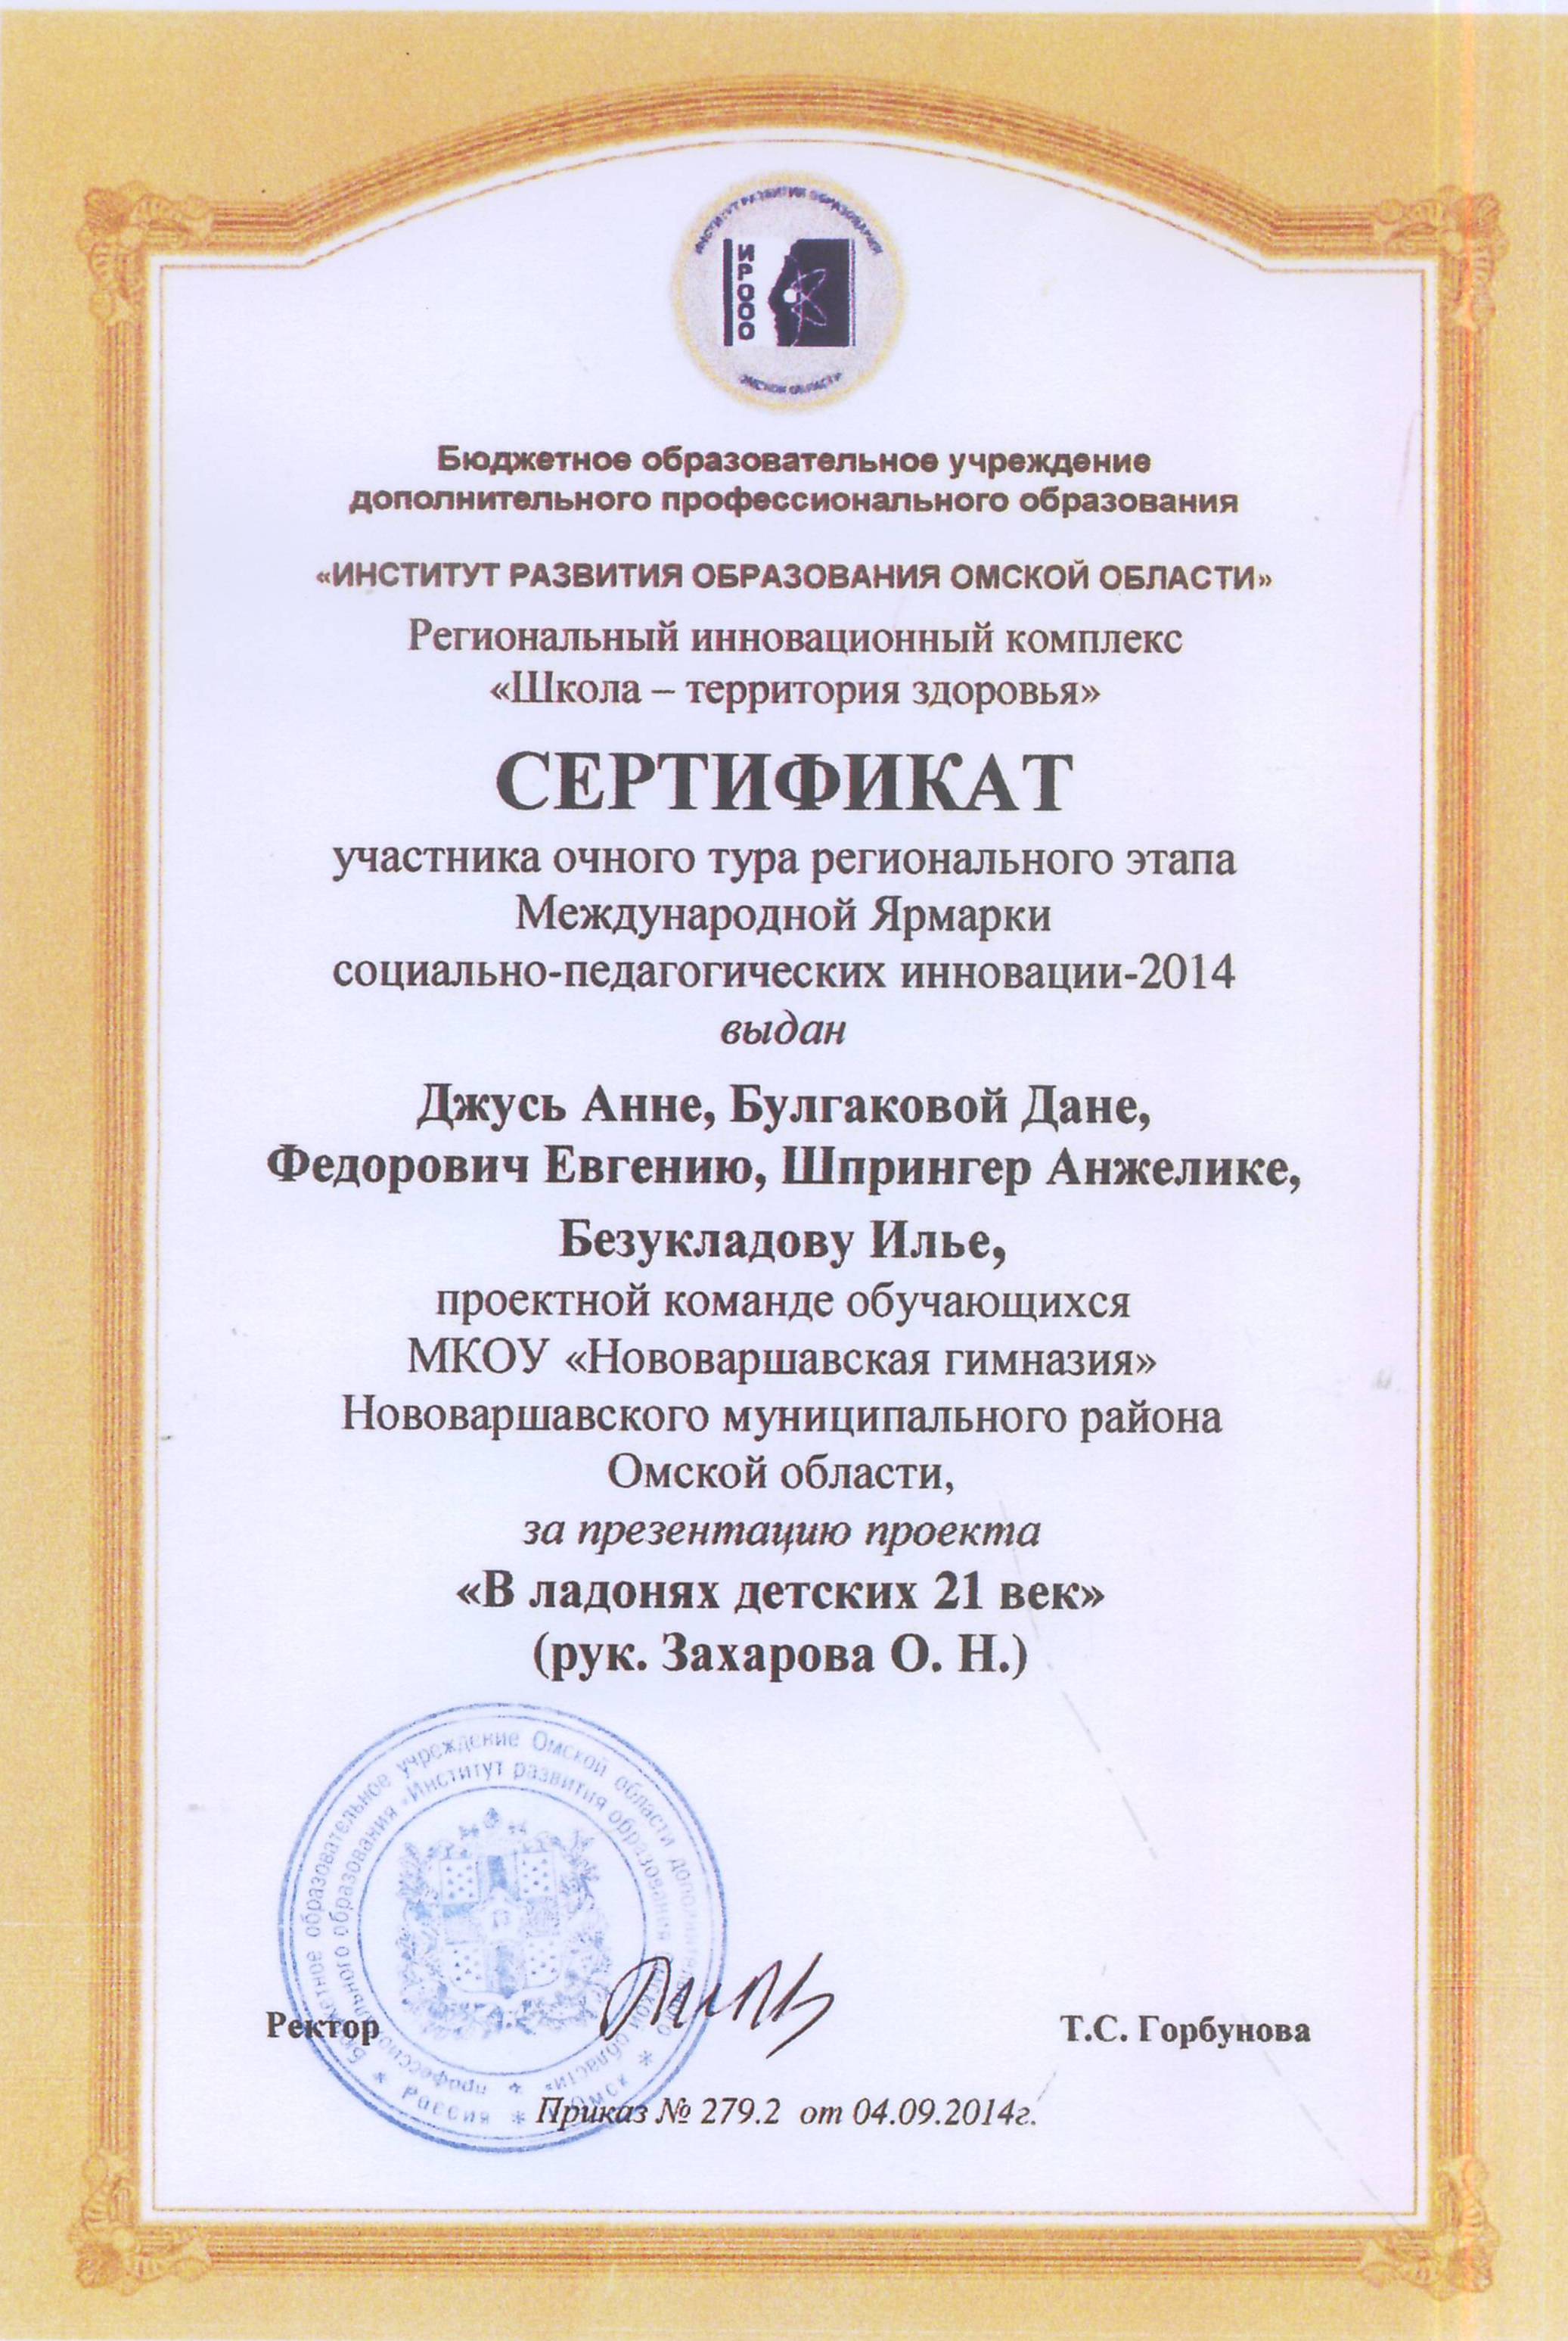 ИНСТИТУТ РАЗВИТИЯ ОБРАЗОВАНИЯ
ИРООО
ОМСКОЙ ОБЛАСТИ
Бюджетное образовательное учреждение
дополнительного профессионального образования
«ИНСТИТУТ РАЗВИТИЯ ОБРАЗОВАНИЯ ОМСКОЙ ОБЛАСТИ»
Региональный инновационный комплекс
«Школа – территория здоровья»
СЕРТИФИКАТ
участника очного тура регионального этапа
Международной Ярмарки
социально-педагогических инновации-2014
выдан
Джусь Анне, Булгаковой Дане,
Федорович Евгению, Шпрингер Анжелике,
Безукладову Илье,
проектной команде обучающихся
МКОУ «Нововаршавская гимназия»
Нововаршавского муниципального района
Омской области,
за презентацию проекта
«В ладонях детских 21 век»
(рук. Захарова О. Н.)
Бюджетное образовательное учреждение Омской области дополнительного
профессионального образования «Институт развития образования Омской области»
Россия * Омск *
Ректор
Т.С. Горбунова
Приказ № 279.2 от 04.09.2014г.